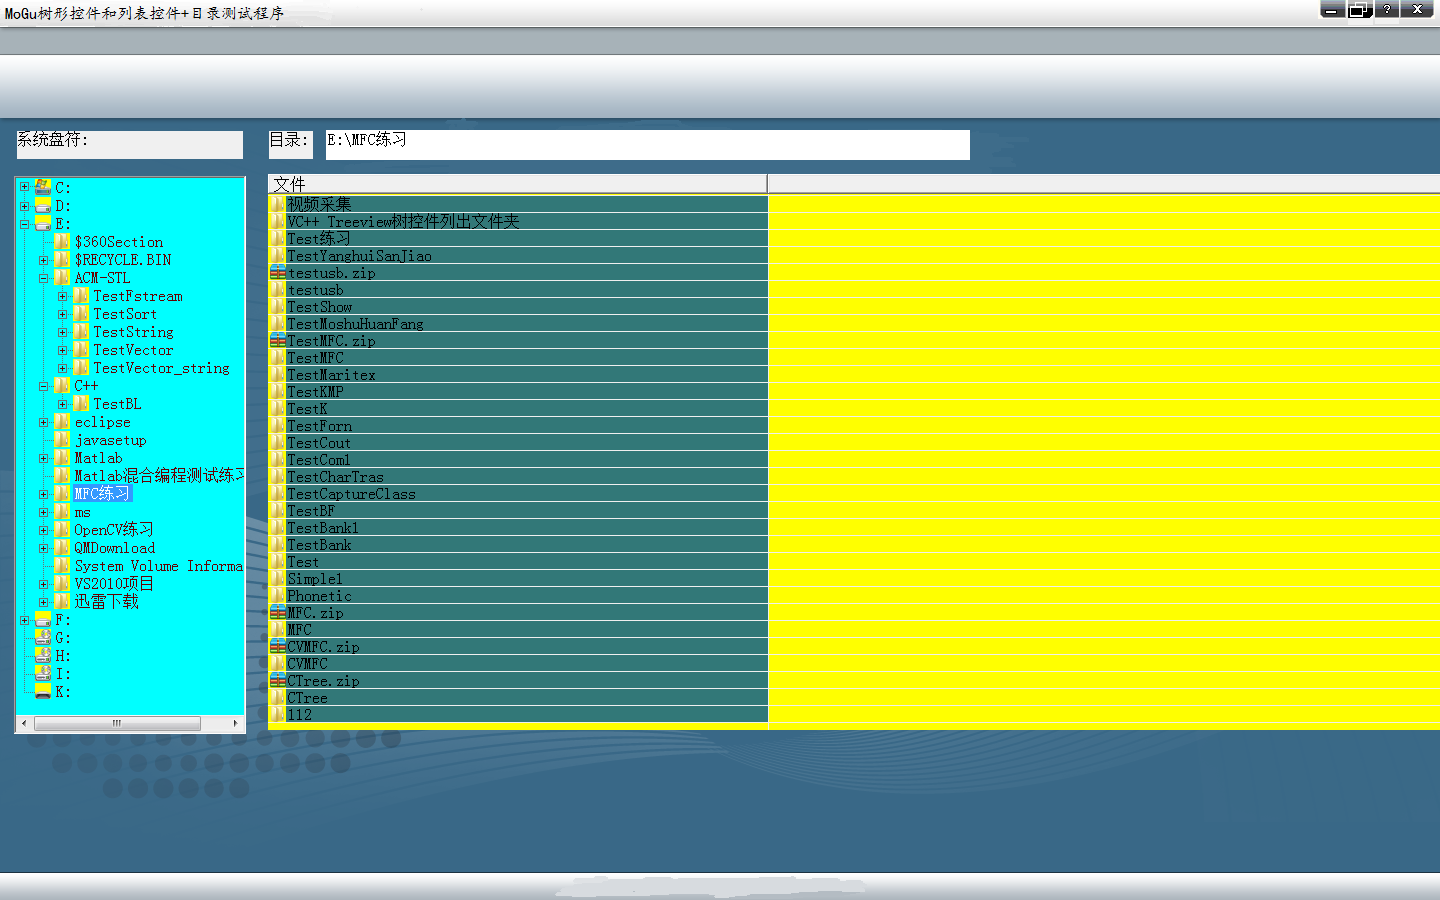 MoGu树形控件和列表控件+目录测试程序
系统盘符:
目录:
E:\MFC练习
C:
D:
E:
$360Section
$RECYCLE.BIN
ACM-STL
TestFstream
TestSort
TestString
TestVector
TestVector_string
C++
TestBL
eclipse
javasetup
Matlab
Matlab混合编程测试练习
MFC练习
ms
OpenCV练习
QMDownload
System Volume Informa
VS2010项目
迅雷下载
F:
G:
H:
I:
K:
文件
视频采集
VC++ Treeview树控件列出文件夹
Test练习
TestYanghuiSanJiao
testusb.zip
testusb
TestShow
TestMoshuHuanFang
TestMFC.zip
TestMFC
TestMaritex
TestKMP
TestK
TestForn
TestCout
TestCom1
TestCharTras
TestCaptureClass
TestBF
TestBank1
TestBank
Test
Simple1
Phonetic
MFC.zip
MFC
CVMFC.zip
CVMFC
CTree.zip
CTree
112